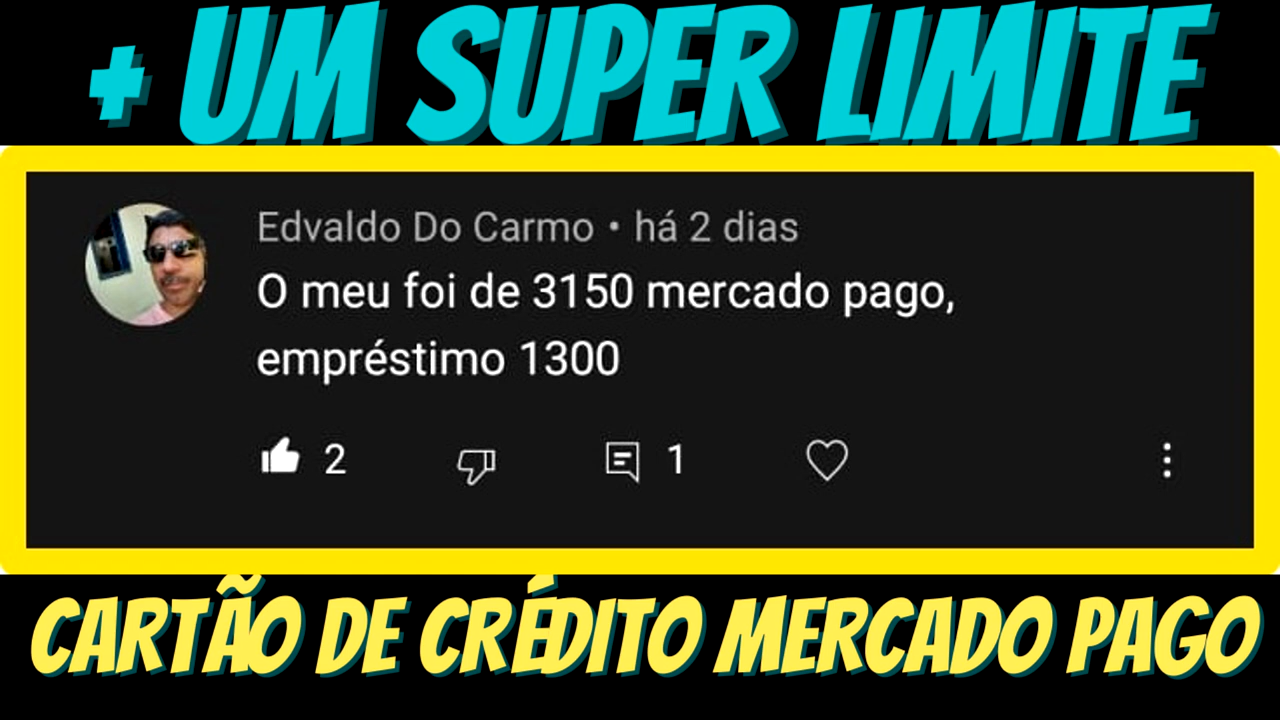 + UM SUPER LIMITE
Edvaldo Do Carmo • há 2 dias
O meu foi de 3150 mercado pago,
empréstimo 1300
2 1
CARTÃO DE CRÉDITO MERCADO PAGO